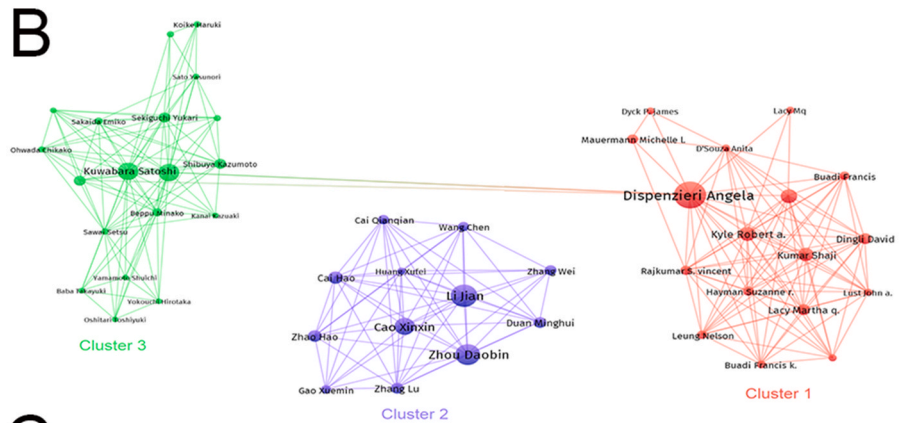 B
Koike Haruki
Sato Yasunori
Sakaida Emiko
Sekiguchi Yukari
Ohwada Chikako
Kuwabara Satoshi
Shibuya Kazumoto
Beppu Minako
Kanai Kazuaki
Sawai Setsu
Yamamoto Shuichi
Baba Takayuki
Yokouchi Hirotaka
Oshitari Toshiyuki
Cluster 3
Cai Qianqian
Wang Chen
Cai Hao
Huang Xufei
Zhang Wei
Li Jian
Cao Xinxin
Duan Minghui
Zhao Hao
Zhou Daobin
Gao Xuemin
Zhang Lu
Cluster 2
Dyck P. James
Lacy Mq
Mauermann Michelle L
D'Souza Anita
Buadi Francis
Dispenzieri Angela
Kyle Robert a.
Dingli David
Kumar Shaji
Rajkumar S. vincent
Hayman Suzanne r.
Lust John a.
Lacy Martha q.
Leung Nelson
Buadi Francis k.
Cluster 1